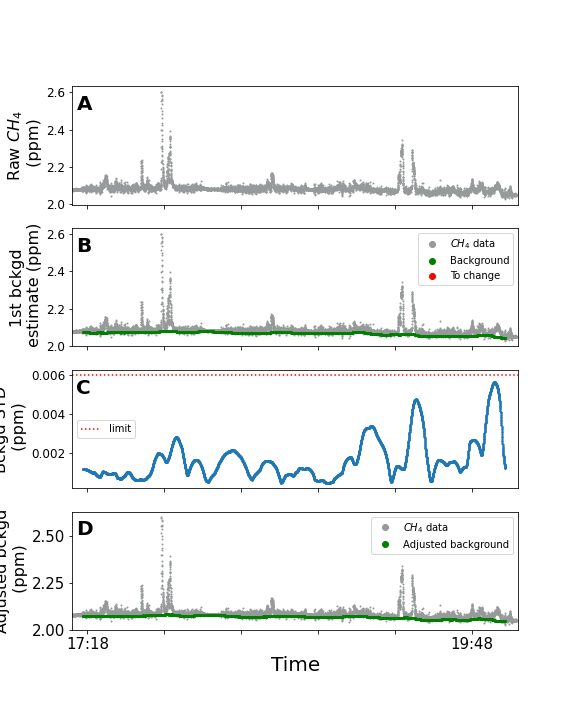 A
Raw CH4
(ppm)
2.6
2.4
2.2
2.0
B
1st bckgd
estimate (ppm)
2.6
2.4
2.2
2.0
CH4 data
Background
To change
C
(ppm)
0.006
0.004
0.002
limit
D
Adjusted bckgd
(ppm)
2.50
2.25
2.00
CH4 data
Adjusted background
17:18
19:48
Time